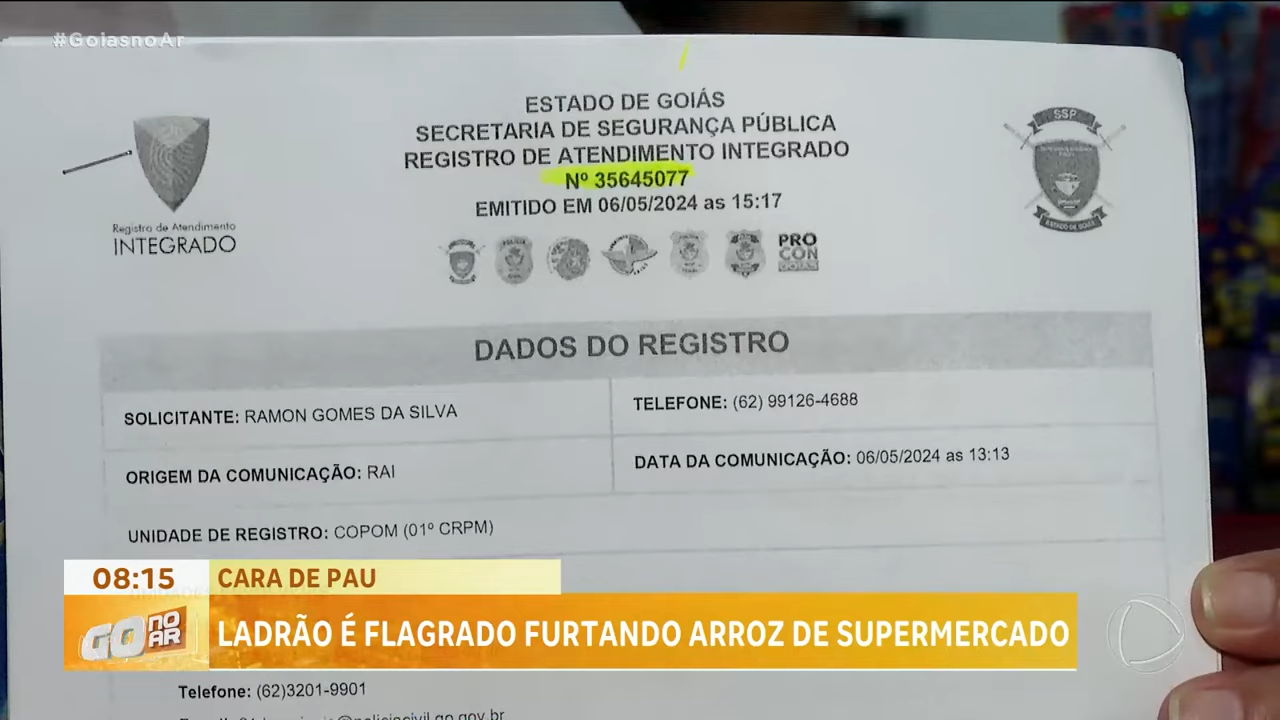 #GoiasnoAr
ESTADO DE GOIÁS
SECRETARIA DE SEGURANÇA PÚBLICA
REGISTRO DE ATENDIMENTO INTEGRADO
Nº 35645077
EMITIDO EM 06/05/2024 as 15:17
Registro de Atendimento
INTEGRADO
SSP
ESTADO DE GOIÁS
PRO
CON
GOIÁS
DADOS DO REGISTRO
SOLICITANTE: RAMON GOMES DA SILVA
TELEFONE: (62) 99126-4688
ORIGEM DA COMUNICAÇÃO: RAI
DATA DA COMUNICAÇÃO: 06/05/2024 as 13:13
UNIDADE DE REGISTRO: COPOM (01º CRPM)
08:15
CARA DE PAU
GO NO AR
LADRÃO É FLAGRADO FURTANDO ARROZ DE SUPERMERCADO
Telefone: (62)3201-9901